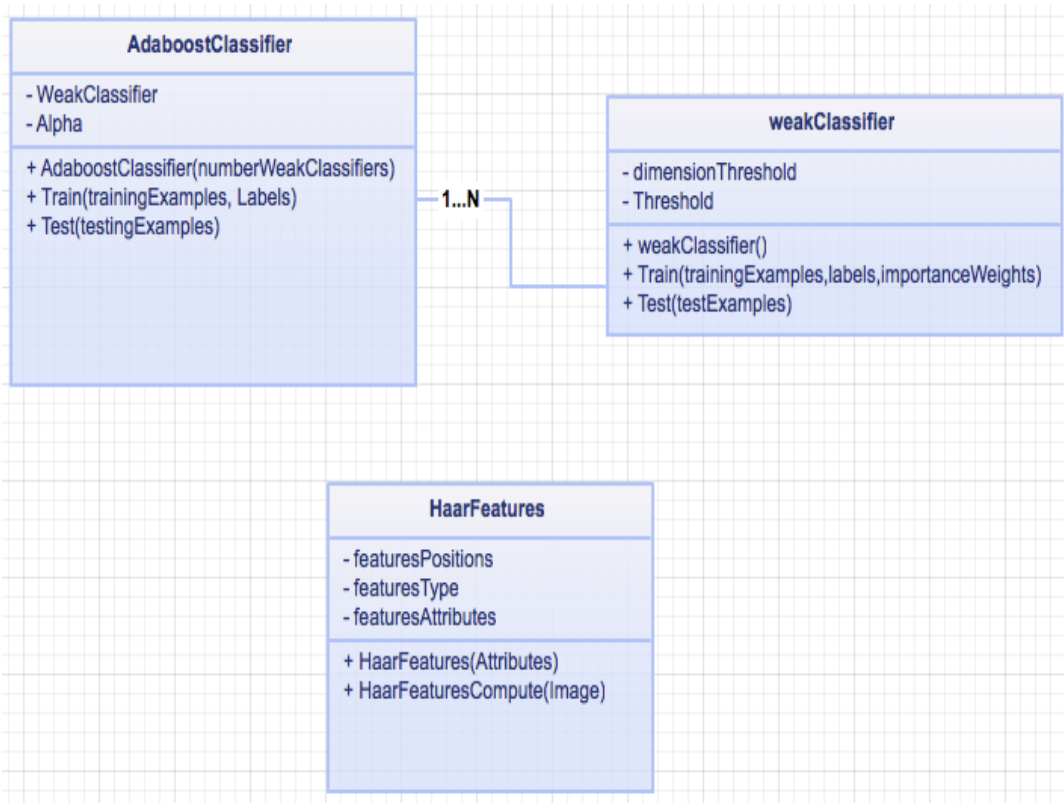 AdaboostClassifier
- WeakClassifier
- Alpha
+ AdaboostClassifier(numberWeakClassifiers)
+ Train(trainingExamples, Labels)
+ Test(testingExamples)
1...N
weakClassifier
- dimensionThreshold
- Threshold
+ weakClassifier()
+ Train(trainingExamples,labels,importanceWeights)
+ Test(testExamples)
HaarFeatures
- featuresPositions
- featuresType
- featuresAttributes
+ HaarFeatures(Attributes)
+ HaarFeaturesCompute(Image)